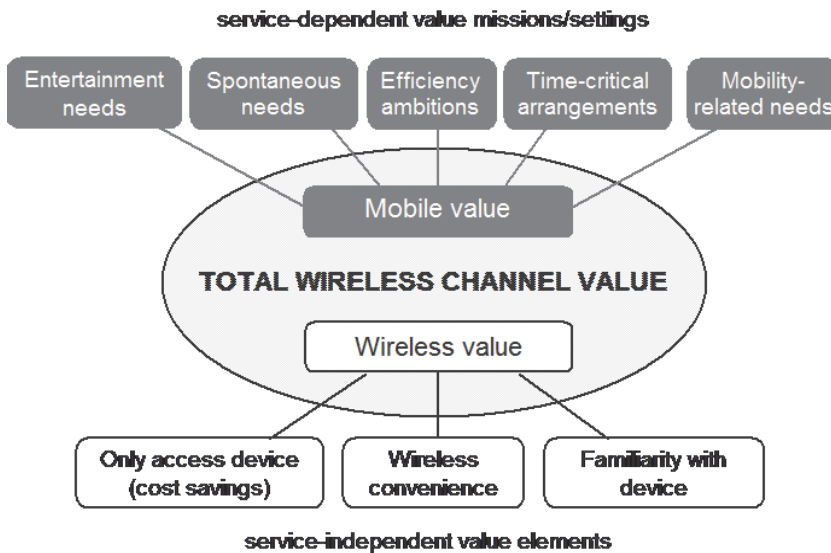 service-dependent value missions/settings
Entertainment
needs
Spontaneous
needs
Efficiency
ambitions
Time-critical
arrangements
Mobility-
related needs
Mobile value
TOTAL WIRELESS CHANNEL VALUE
Wireless value
Only access device
(cost savings)
Wireless
convenience
Familiarity with
device
service-independent value elements